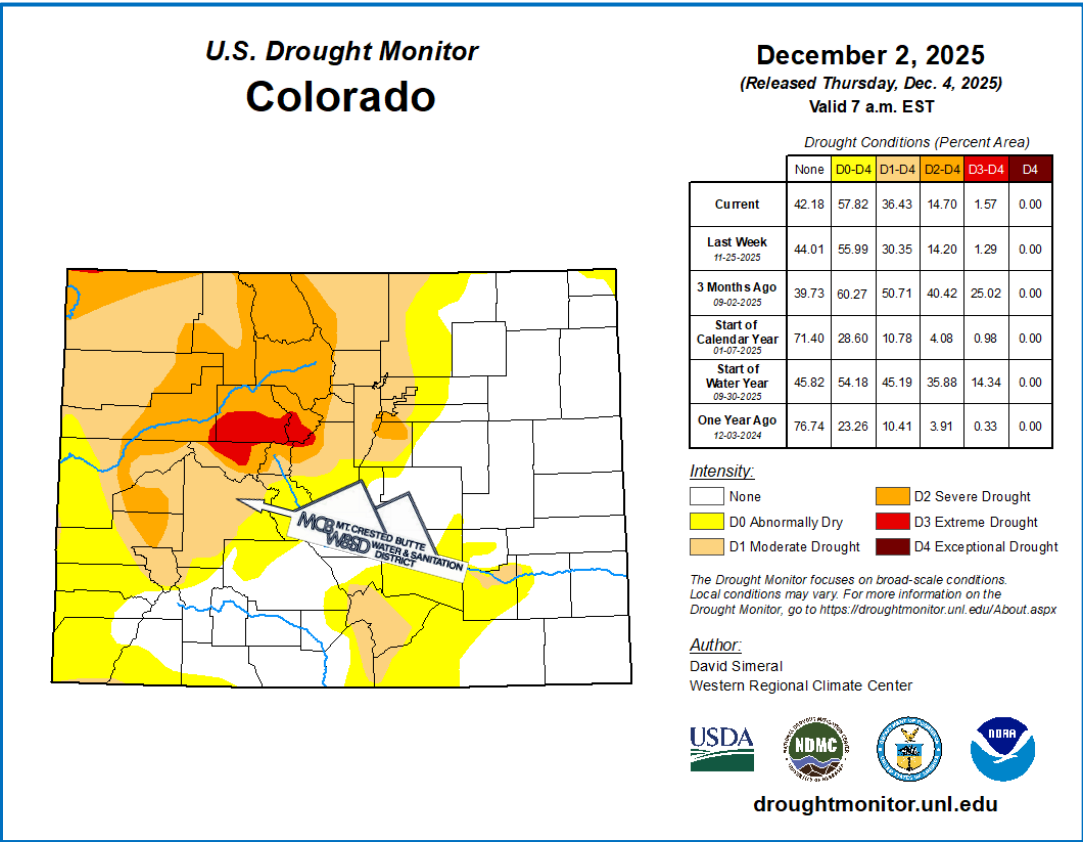 U.S. Drought Monitor
Colorado
December 2, 2025
(Released Thursday, Dec. 4, 2025)
Valid 7 a.m. EST
Drought Conditions (Percent Area)
None D0-D4 D1-D4 D2-D4 D3-D4 D4
Current 42.18 57.82 36.43 14.70 1.57 0.00
Last Week 11-25-2025 44.01 55.99 30.35 14.20 1.29 0.00
3 Months Ago 09-02-2025 39.73 60.27 50.71 40.42 25.02 0.00
Start of Calendar Year 01-07-2025 71.40 28.60 10.78 4.08 0.98 0.00
Start of Water Year 09-30-2025 45.82 54.18 45.19 35.88 14.34 0.00
One Year Ago 12-03-2024 76.74 23.26 10.41 3.91 0.33 0.00
Intensity:
None
D0 Abnormally Dry
D1 Moderate Drought
D2 Severe Drought
D3 Extreme Drought
D4 Exceptional Drought
The Drought Monitor focuses on broad-scale conditions.
Local conditions may vary. For more information on the
Drought Monitor, go to https://droughtmonitor.unl.edu/About.aspx
Author:
David Simeral
Western Regional Climate Center
MCB
WSD
MT. CRESTED BUTTE
WATER & SANITATION
DISTRICT
USDA
NDMC
NOAA
droughtmonitor.unl.edu